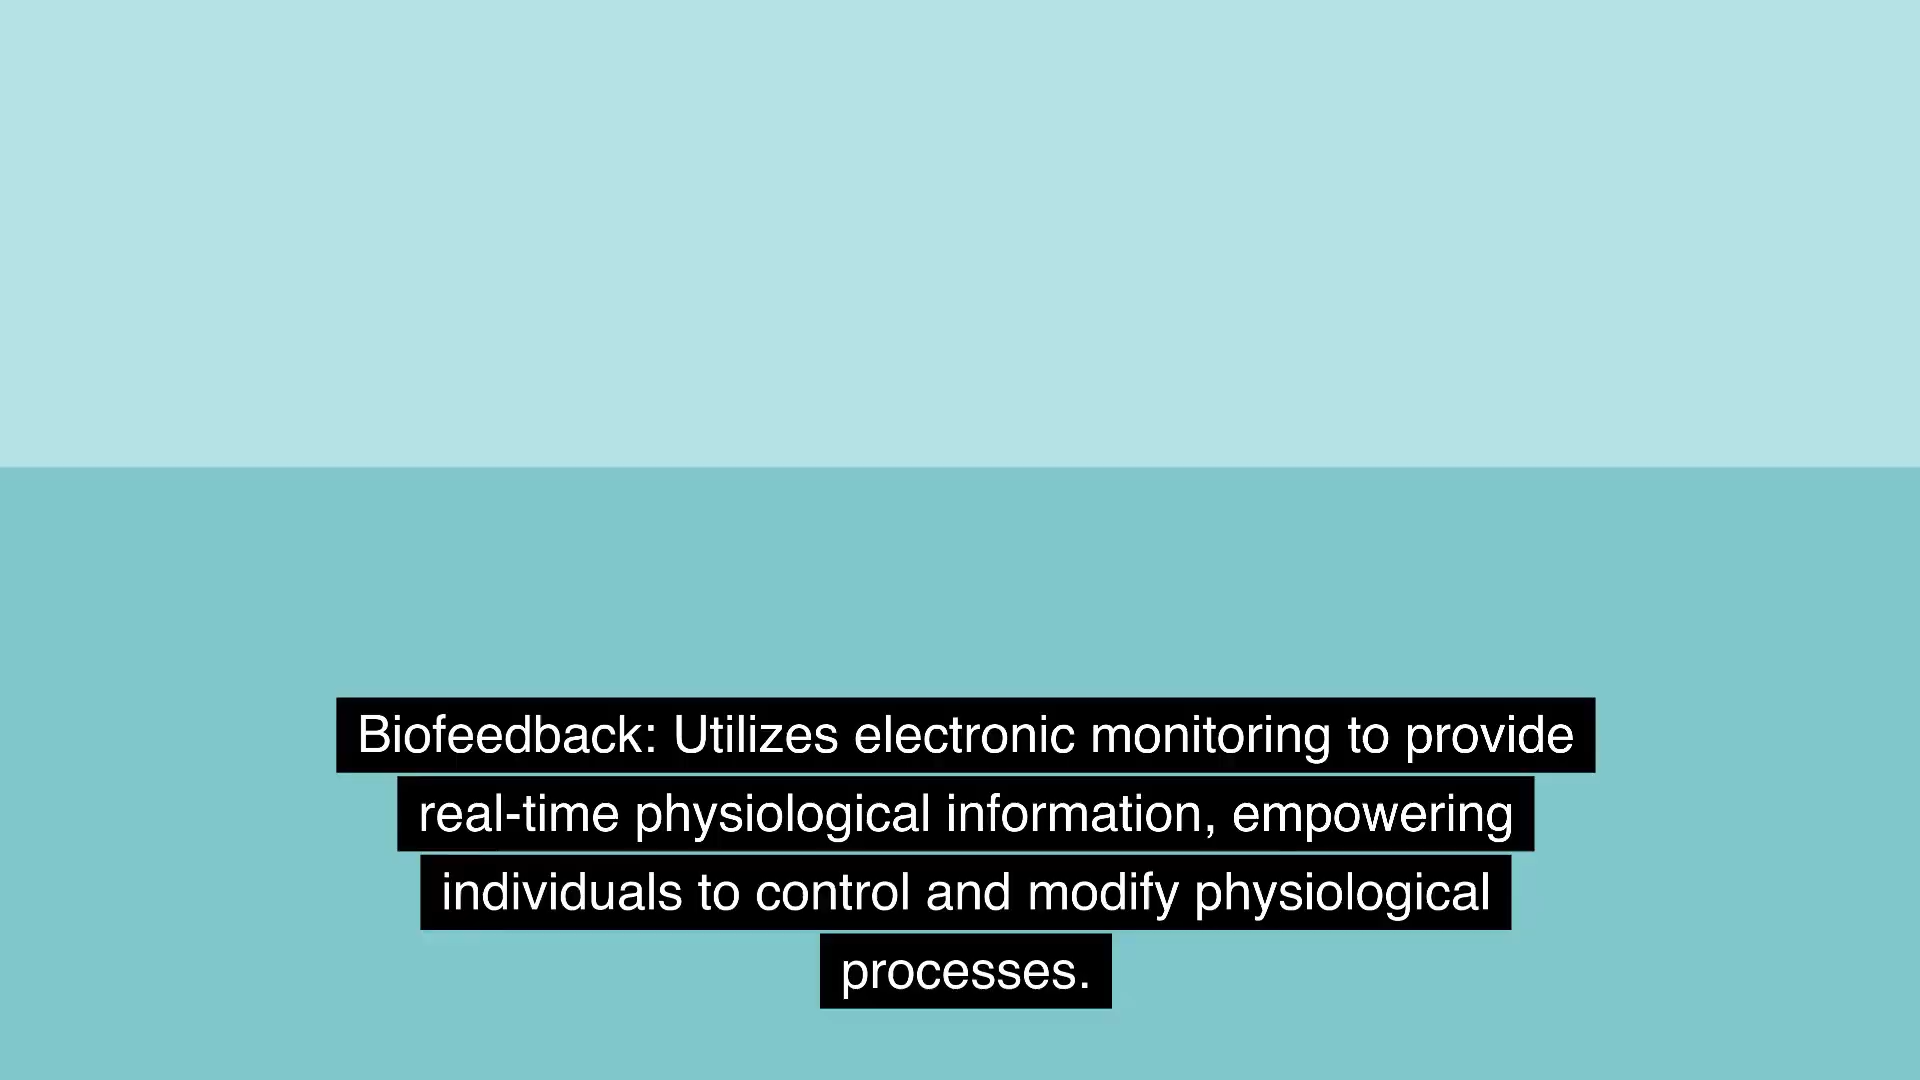 Biofeedback: Utilizes electronic monitoring to provide
real-time physiological information, empowering
individuals to control and modify physiological
processes.